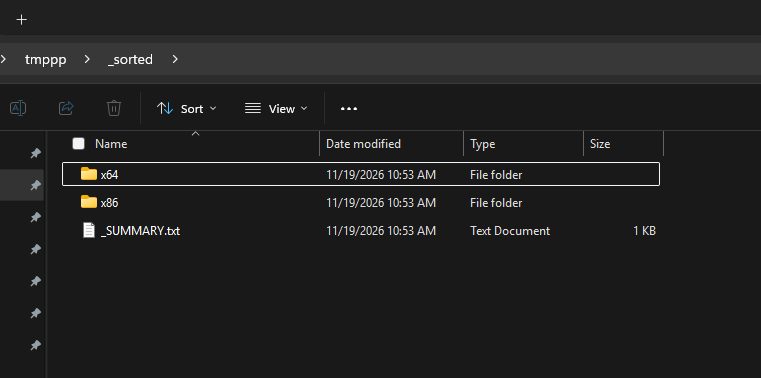 tmppp > _sorted >
Sort View
Name Date modified Type Size
x64 11/19/2026 10:53 AM File folder
x86 11/19/2026 10:53 AM File folder
_SUMMARY.txt 11/19/2026 10:53 AM Text Document 1 KB